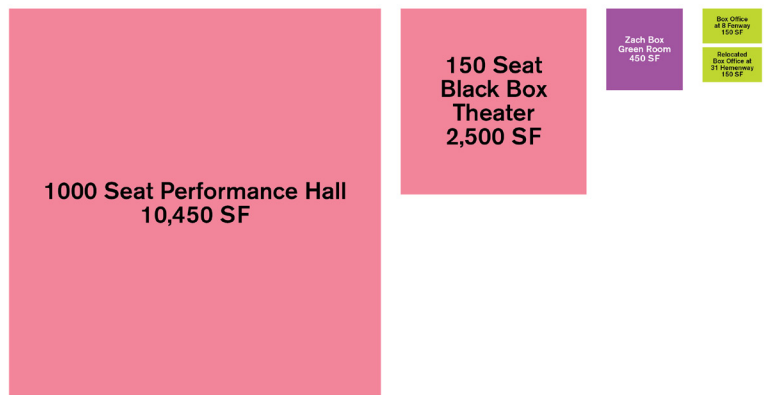 1000 Seat Performance Hall
10,450 SF
150 Seat
Black Box
Theater
2,500 SF
Zach Box
Green Room
450 SF
Box Office
at 8 Fenway
150 SF
Relocated
Box Office at
31 Hemenway
150 SF